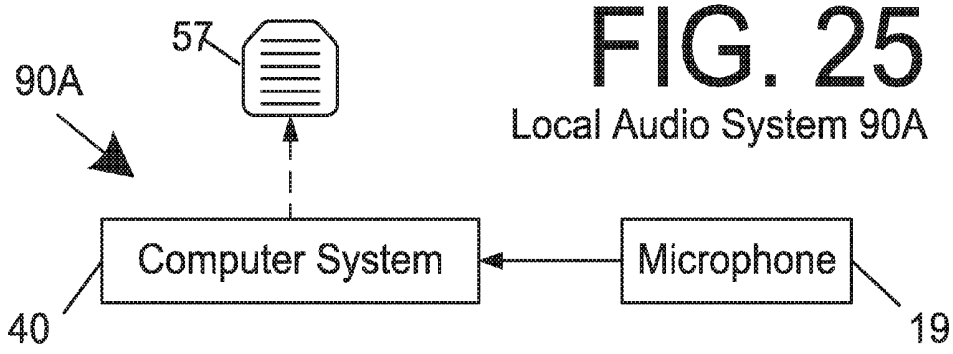 57
FIG. 25
90A
Local Audio System 90A
Computer System
Microphone
40
19